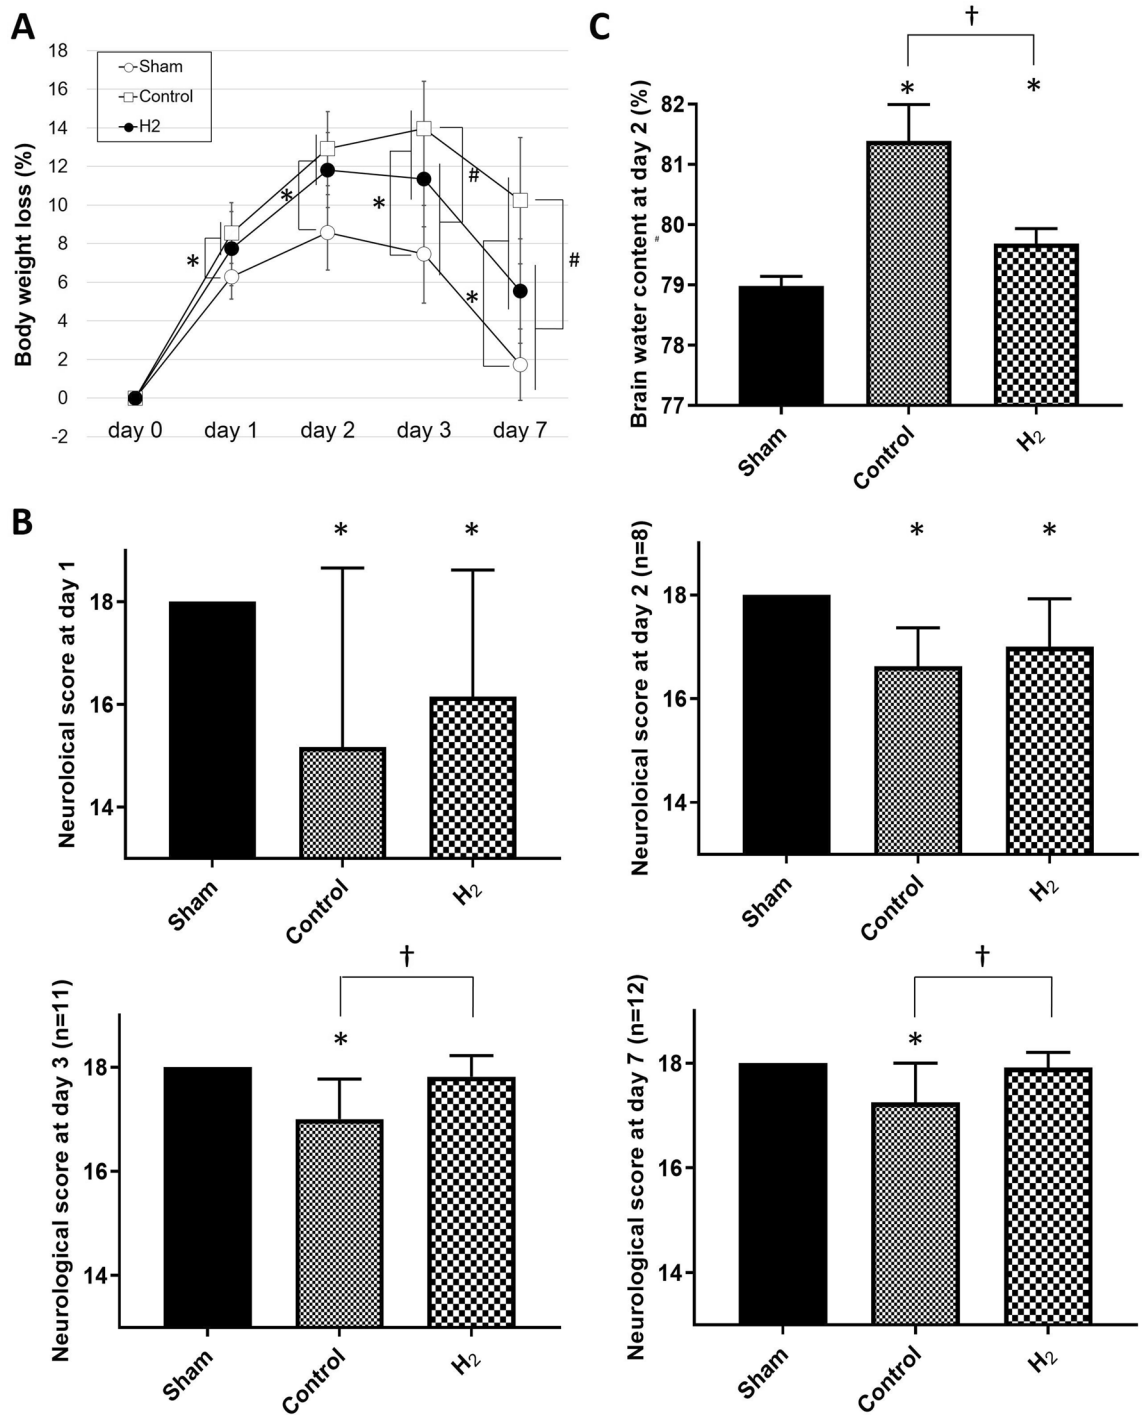 A
18
16
14
12
10
8
6
4
2
0
-2
Body weight loss (%)
Sham
Control
H2
*
*
*
#
*
#
day 0 day 1 day 2 day 3 day 7
C
†
* *
82
81
80
79
78
77
Brain water content at day 2 (%)
#
Sham
Control
H2
B
* *
18
16
14
Neuroloical score at day 1
Sham
Control
H2
* *
18
16
14
Neuroloical score at day 2 (n=8)
Sham
Control
H2
†
*
18
16
14
Neurological score at day 3 (n=11)
Sham
Control
H2
†
*
18
16
14
Neurological score at day 7 (n=12)
Sham
Control
H2